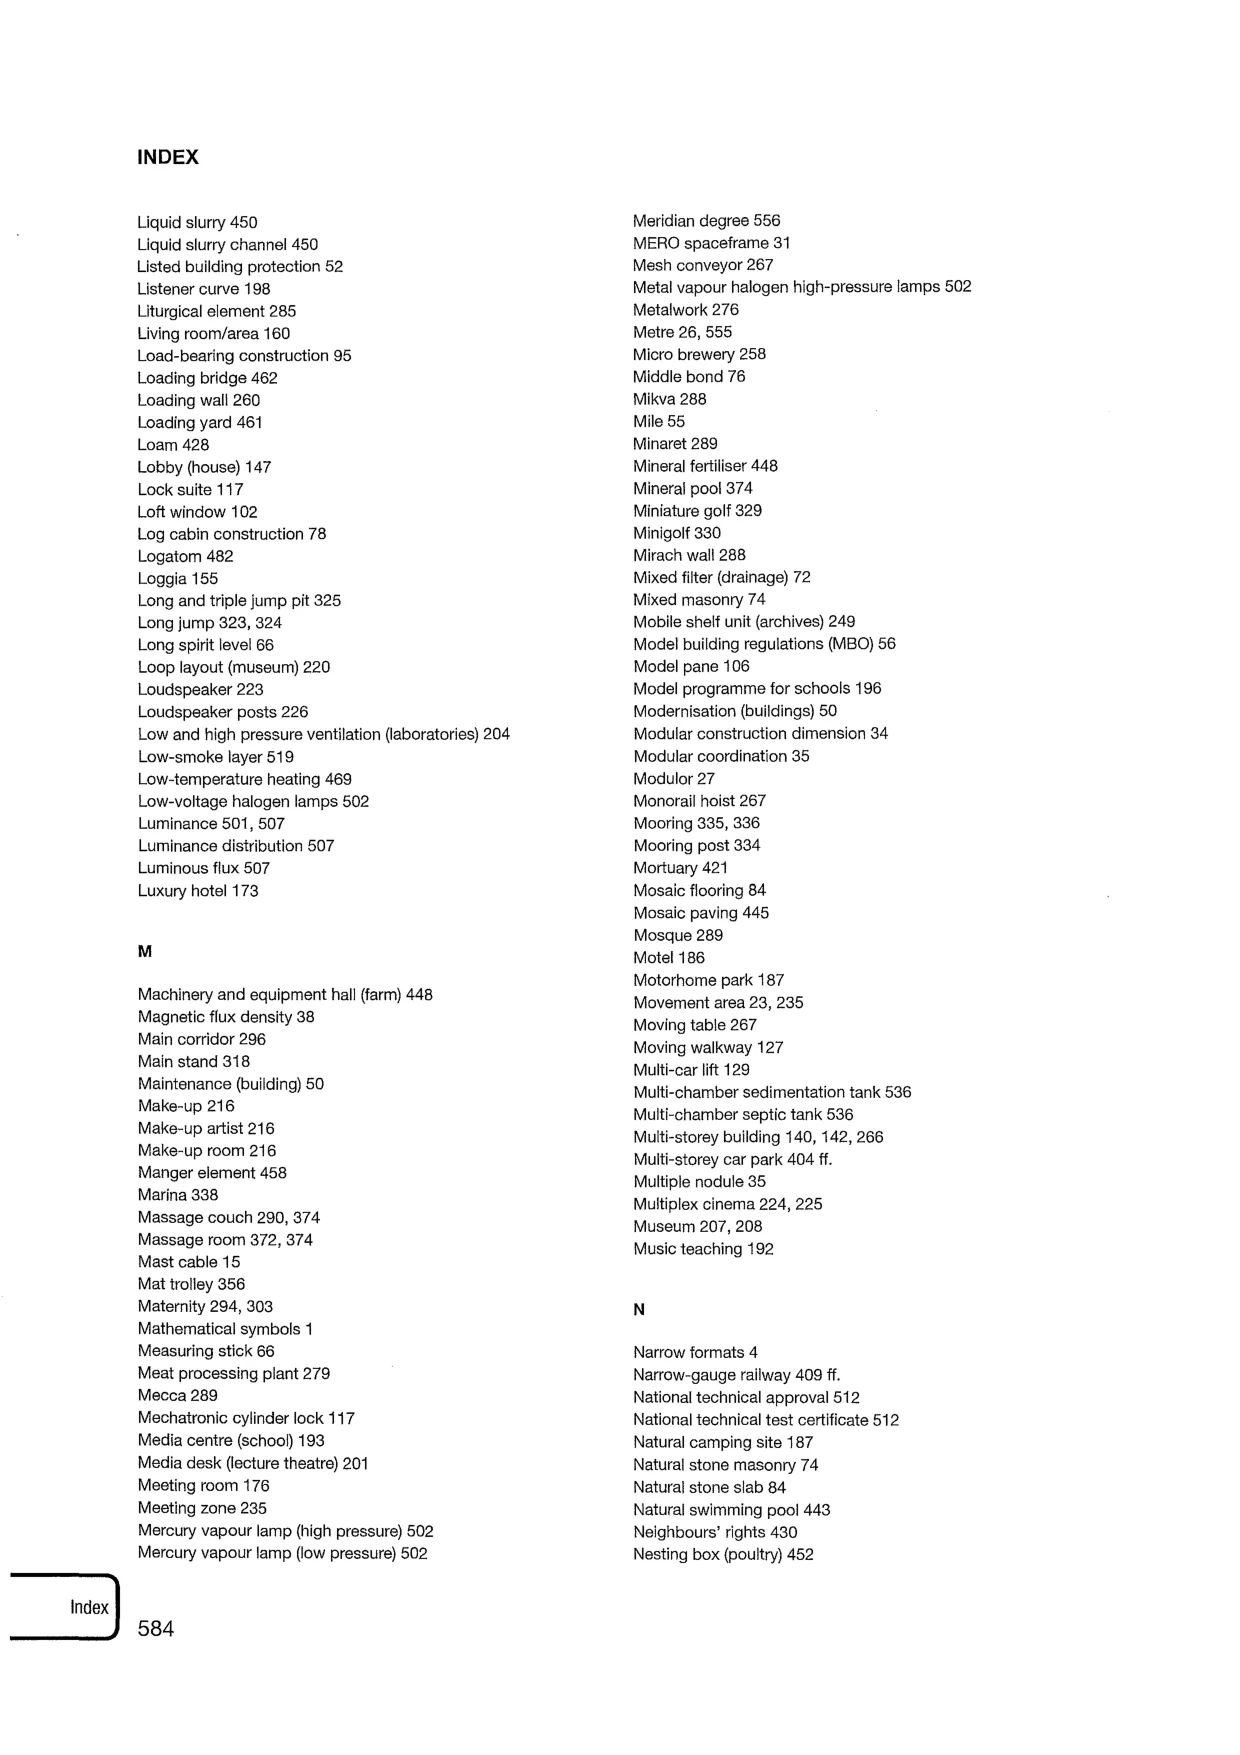 INDEX
Liquid slurry 450
Liquid slurry channel 450
Listed building protection 52
Listener curve 198
Liturgical element 285
Living room/area 160
Load-bearing construction 95
Loading bridge 462
Loading wall 260
Loading yard 461
Loam 428
Lobby (house) 147
Lock suite 117
Loft window 102
Log cabin construction 78
Logatom 482
Loggia 155
Long and triple jump pit 325
Long jump 323, 324
Long spirit level 66
Loop layout (museum) 220
Loudspeaker 223
Loudspeaker posts 226
Low and high pressure ventilation (laboratories) 204
Low-smoke layer 519
Low-temperature heating 469
Low-voltage halogen lamps 502
Luminance 501, 507
Luminance distribution 507
Luminous flux 507
Luxury hotel 173
M
Machinery and equipment hall (farm) 448
Magnetic flux density 38
Main corridor 296
Main stand 318
Maintenance (building) 50
Make-up 216
Make-up artist 216
Make-up room 216
Manger element 458
Marina 338
Massage couch 290, 374
Massage room 372, 374
Mast cable 15
Mat trolley 356
Maternity 294, 303
Mathematical symbols 1
Measuring stick 66
Meat processing plant 279
Mecca 289
Mechatronic cylinder lock 117
Media centre (school) 193
Media desk (lecture theatre) 201
Meeting room 176
Meeting zone 235
Mercury vapour lamp (high pressure) 502
Mercury vapour lamp (low pressure) 502
Meridian degree 556
MERO spaceframe 31
Mesh conveyor 267
Metal vapour halogen high-pressure lamps 502
Metalwork 276
Metre 26, 555
Micro brewery 258
Middle bond 76
Mikva 288
Mile 55
Minaret 289
Mineral fertiliser 448
Mineral pool 374
Miniature golf 329
Minigolf 330
Mirach wall 288
Mixed filter (drainage) 72
Mixed masonry 74
Mobile shelf unit (archives) 249
Model building regulations (MBO) 56
Model pane 106
Model programme for schools 196
Modernisation (buildings) 50
Modular construction dimension 34
Modular coordination 35
Modulor 27
Monorail hoist 267
Mooring 335, 336
Mooring post 334
Mortuary 421
Mosaic flooring 84
Mosaic paving 445
Mosque 289
Motel 186
Motorhome park 187
Movement area 23, 235
Moving table 267
Moving walkway 127
Multi-car lift 129
Multi-chamber sedimentation tank 536
Multi-chamber septic tank 536
Multi-storey building 140, 142, 266
Multi-storey car park 404 ff.
Multiple nodule 35
Multiplex cinema 224, 225
Museum 207, 208
Music teaching 192
N
Narrow formats 4
Narrow-gauge railway 409 ff.
National technical approval 512
National technical test certificate 512
Natural camping site 187
Natural stone masonry 74
Natural stone slab 84
Natural swimming pool 443
Neighbours' rights 430
Nesting box (poultry) 452
Index
584